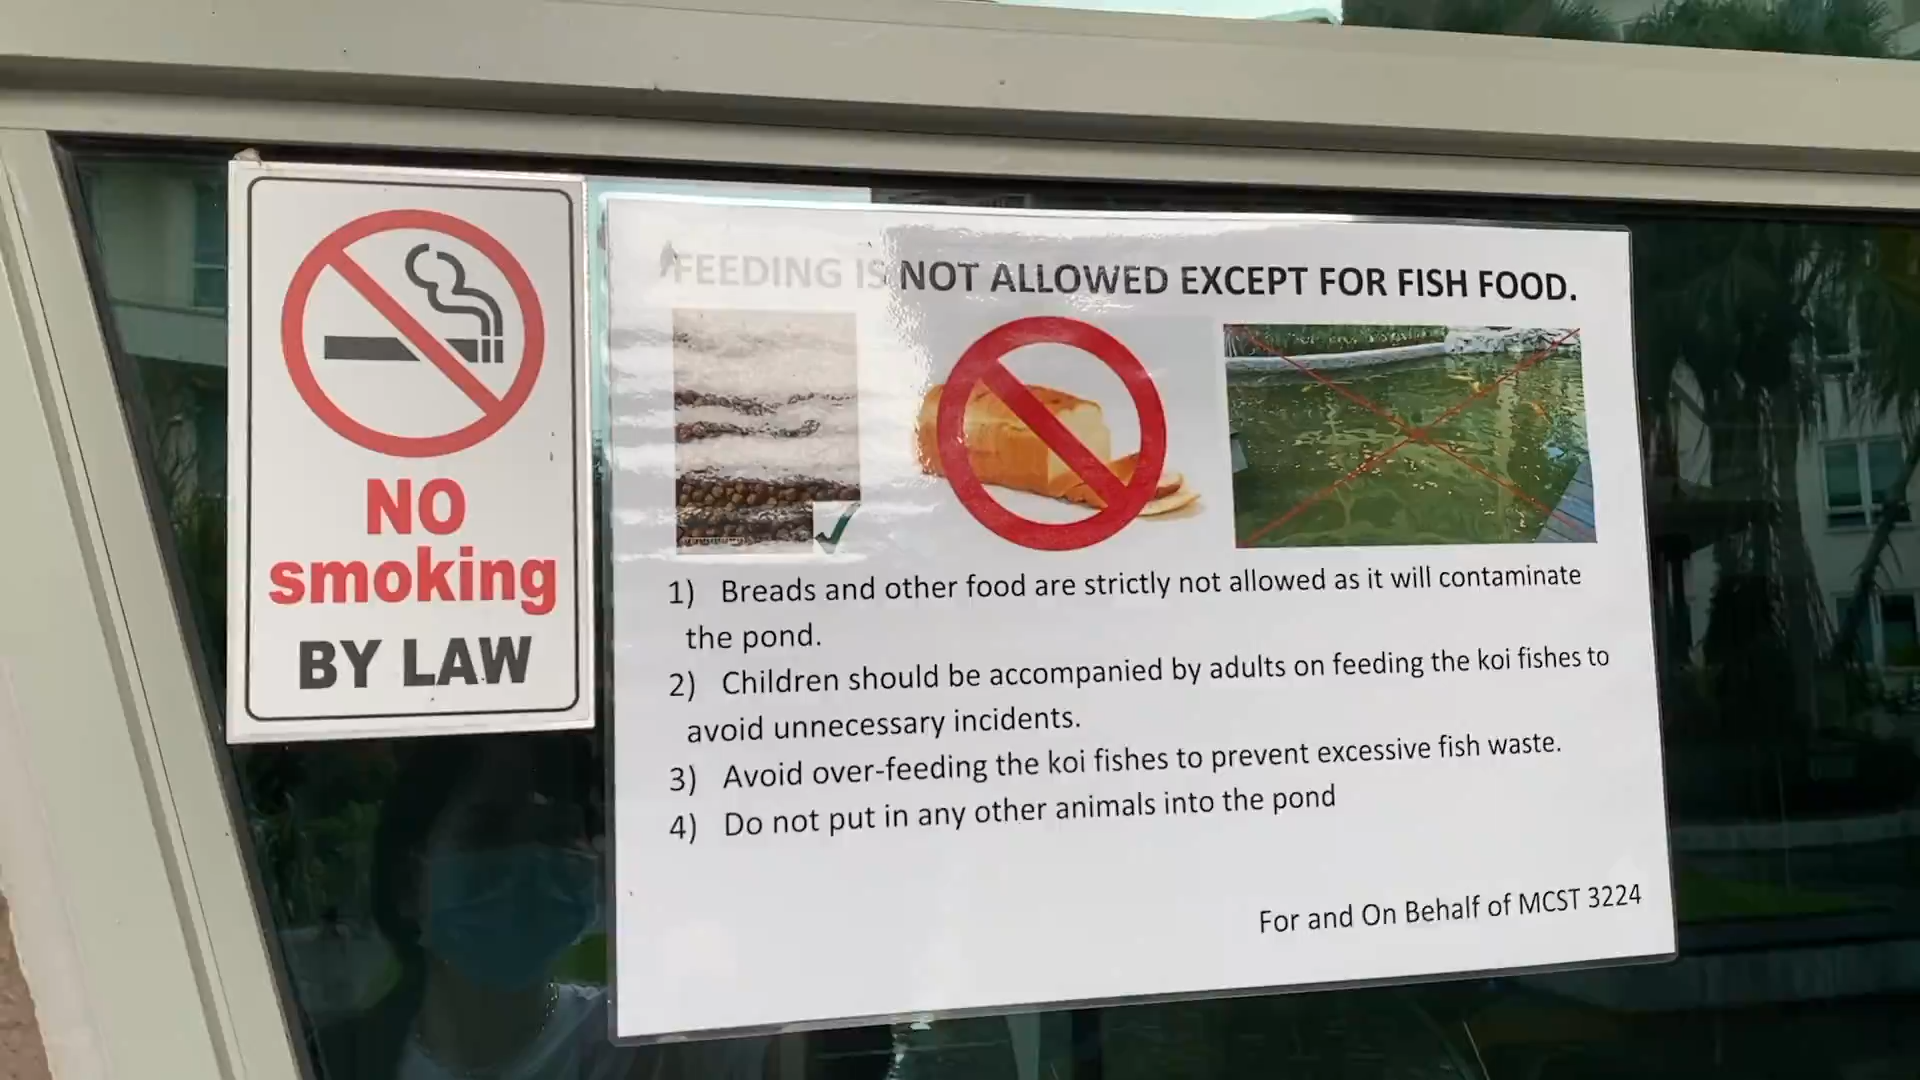 NO
smoking
BY LAW
FEEDING IS NOT ALLOWED EXCEPT FOR FISH FOOD.
1) Breads and other food are strictly not allowed as it will contaminate
the pond.
2) Children should be accompanied by adults on feeding the koi fishes to
avoid unnecessary incidents.
3) Avoid over-feeding the koi fishes to prevent excessive fish waste.
4) Do not put in any other animals into the pond
For and On Behalf of MCST 3224